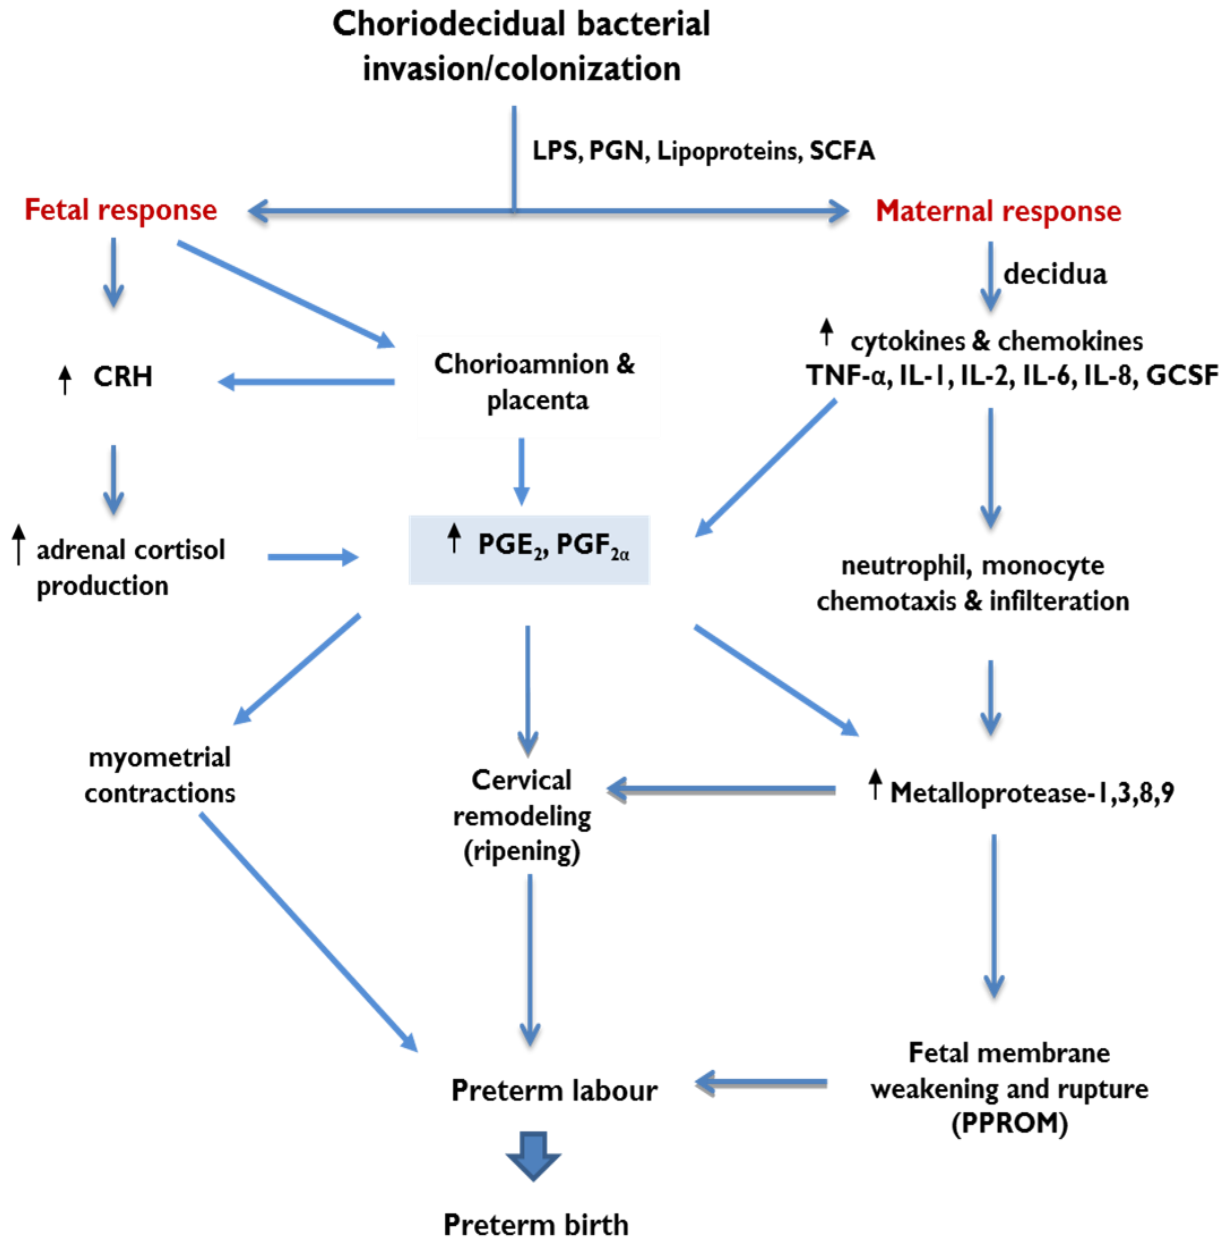 Choriodecidual bacterial
invasion/colonization
LPS, PGN, Lipoproteins, SCFA
Fetal response
Maternal response
decidua
CRH
Chorioamnion &
placenta
cytokines & chemokines
TNF-α, IL-1, IL-2, IL-6, IL-8, GCSF
adrenal cortisol
production
PGE₂, PGF₂α
neutrophil, monocyte
chemotaxis & infilteration
myometrial
contractions
Cervical
remodeling
(ripening)
Metalloprotease-1,3,8,9
Fetal membrane
weakening and rupture
(PPROM)
Preterm labour
Preterm birth